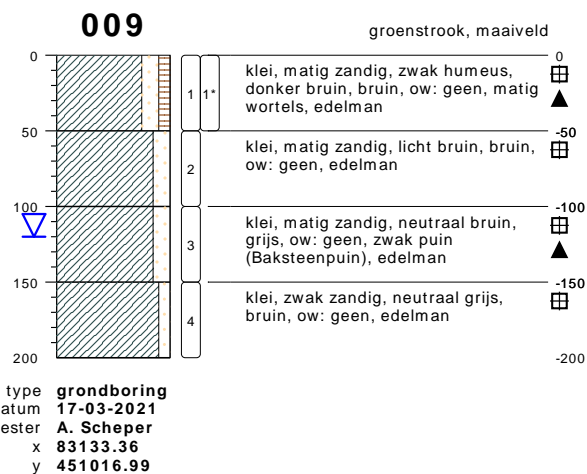 009
groenstrook, maaiveld
0
0
klei, matig zandig, zwak humeus,
donker bruin, bruin, ow: geen, matig
wortels, edelman
1
1*
50
-50
klei, matig zandig, licht bruin, bruin,
ow: geen, edelman
2
100
-100
klei, matig zandig, neutraal bruin,
grijs, ow: geen, zwak puin
(Baksteenpuin), edelman
3
150
-150
klei, zwak zandig, neutraal grijs,
bruin, ow: geen, edelman
4
200
-200
type grondboring
atum 17-03-2021
ester A. Scheper
x 83133.36
y 451016.99